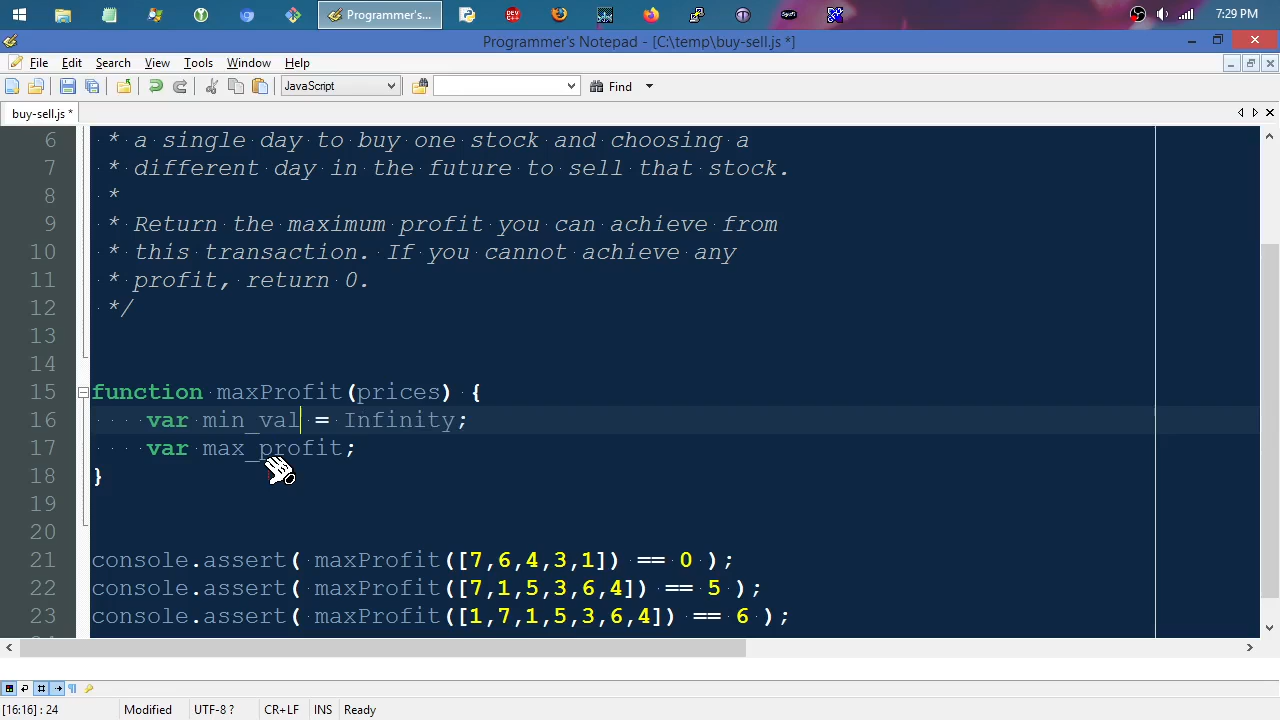 Programmer's...
7:29 PM
Programmer's Notepad - [C:\temp\buy-sell.js *]
File Edit Search View Tools Window Help
JavaScript
Find
buy-sell.js *
6 * a single day to buy one stock and choosing a
7 * different day in the future to sell that stock.
8 *
9 * Return the maximum profit you can achieve from
10 * this transaction. If you cannot achieve any
11 * profit, return 0.
12 */
13
14
15 function maxProfit(prices) {
16 var min_val = Infinity;
17 var max_profit;
18 }
19
20
21 console.assert( maxProfit([7,6,4,3,1]) == 0 );
22 console.assert( maxProfit([7,1,5,3,6,4]) == 5 );
23 console.assert( maxProfit([1,7,1,5,3,6,4]) == 6 );
24
[16:16] : 24 Modified UTF-8 ? CR+LF INS Ready